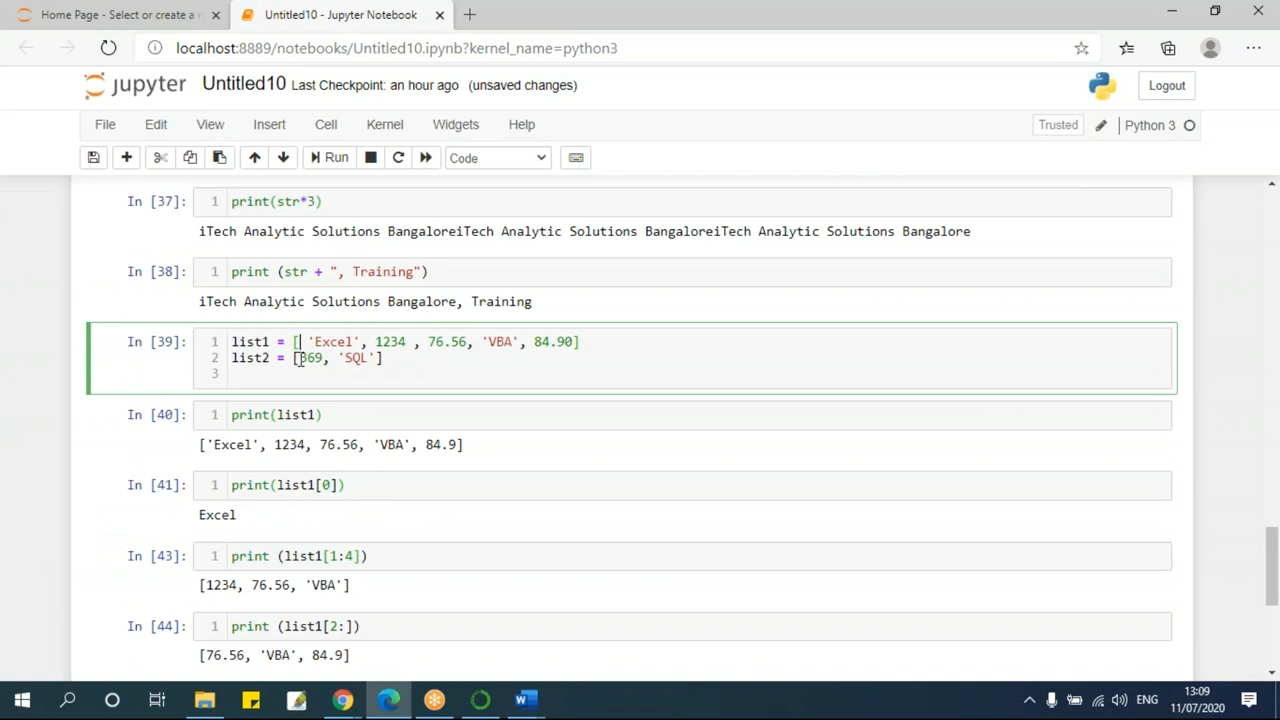 Home Page - Select or create a n
Untitled10 - Jupyter Notebook
localhost:8889/notebooks/Untitled10.ipynb?kernel_name=python3
jupyter Untitled10 Last Checkpoint: an hour ago (unsaved changes)
Logout
File Edit View Insert Cell Kernel Widgets Help
Trusted Python 3
Run Code
In [37]: 1 print(str*3)
iTech Analytic Solutions BangaloreiTech Analytic Solutions BangaloreiTech Analytic Solutions Bangalore
In [38]: 1 print (str + ", Training")
iTech Analytic Solutions Bangalore, Training
In [39]: 1 list1 = [ 'Excel', 1234 , 76.56, 'VBA', 84.90]
2 list2 = [369, 'SQL']
3
In [40]: 1 print(list1)
['Excel', 1234, 76.56, 'VBA', 84.9]
In [41]: 1 print(list1[0])
Excel
In [43]: 1 print (list1[1:4])
[1234, 76.56, 'VBA']
In [44]: 1 print (list1[2:])
[76.56, 'VBA', 84.9]
ENG
13:09
11/07/2020